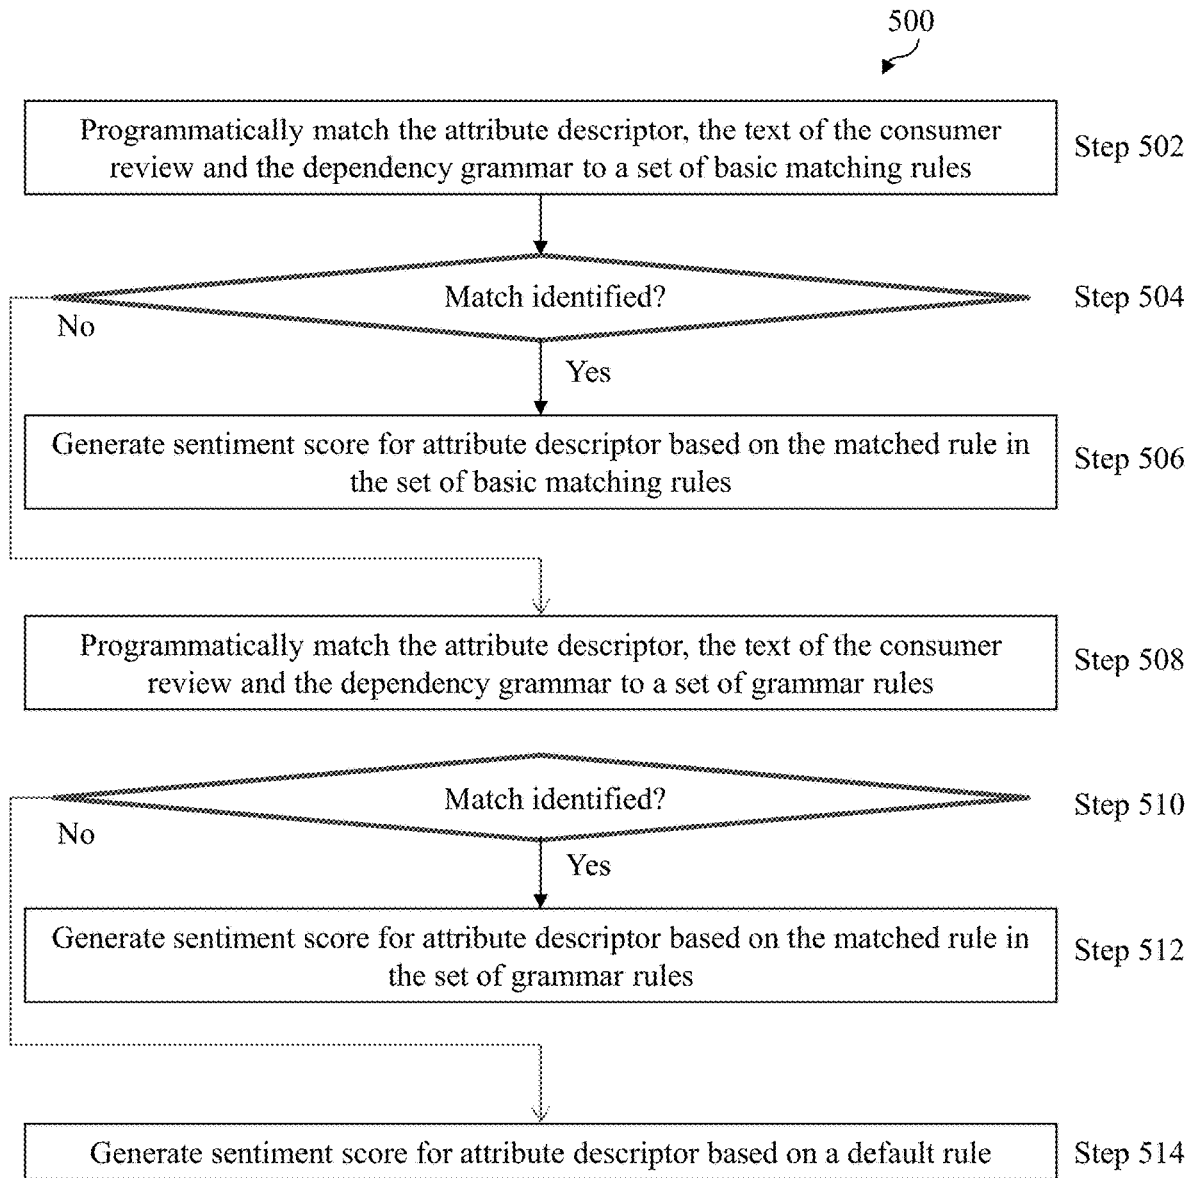 500
Programmatically match the attribute descriptor, the text of the consumer
review and the dependency grammar to a set of basic matching rules
Step 502
Match identified?
Step 504
No
Yes
Generate sentiment score for attribute descriptor based on the matched rule in
the set of basic matching rules
Step 506
Programmatically match the attribute descriptor, the text of the consumer
review and the dependency grammar to a set of grammar rules
Step 508
Match identified?
Step 510
No
Yes
Generate sentiment score for attribute descriptor based on the matched rule in
the set of grammar rules
Step 512
Generate sentiment score for attribute descriptor based on a default rule
Step 514